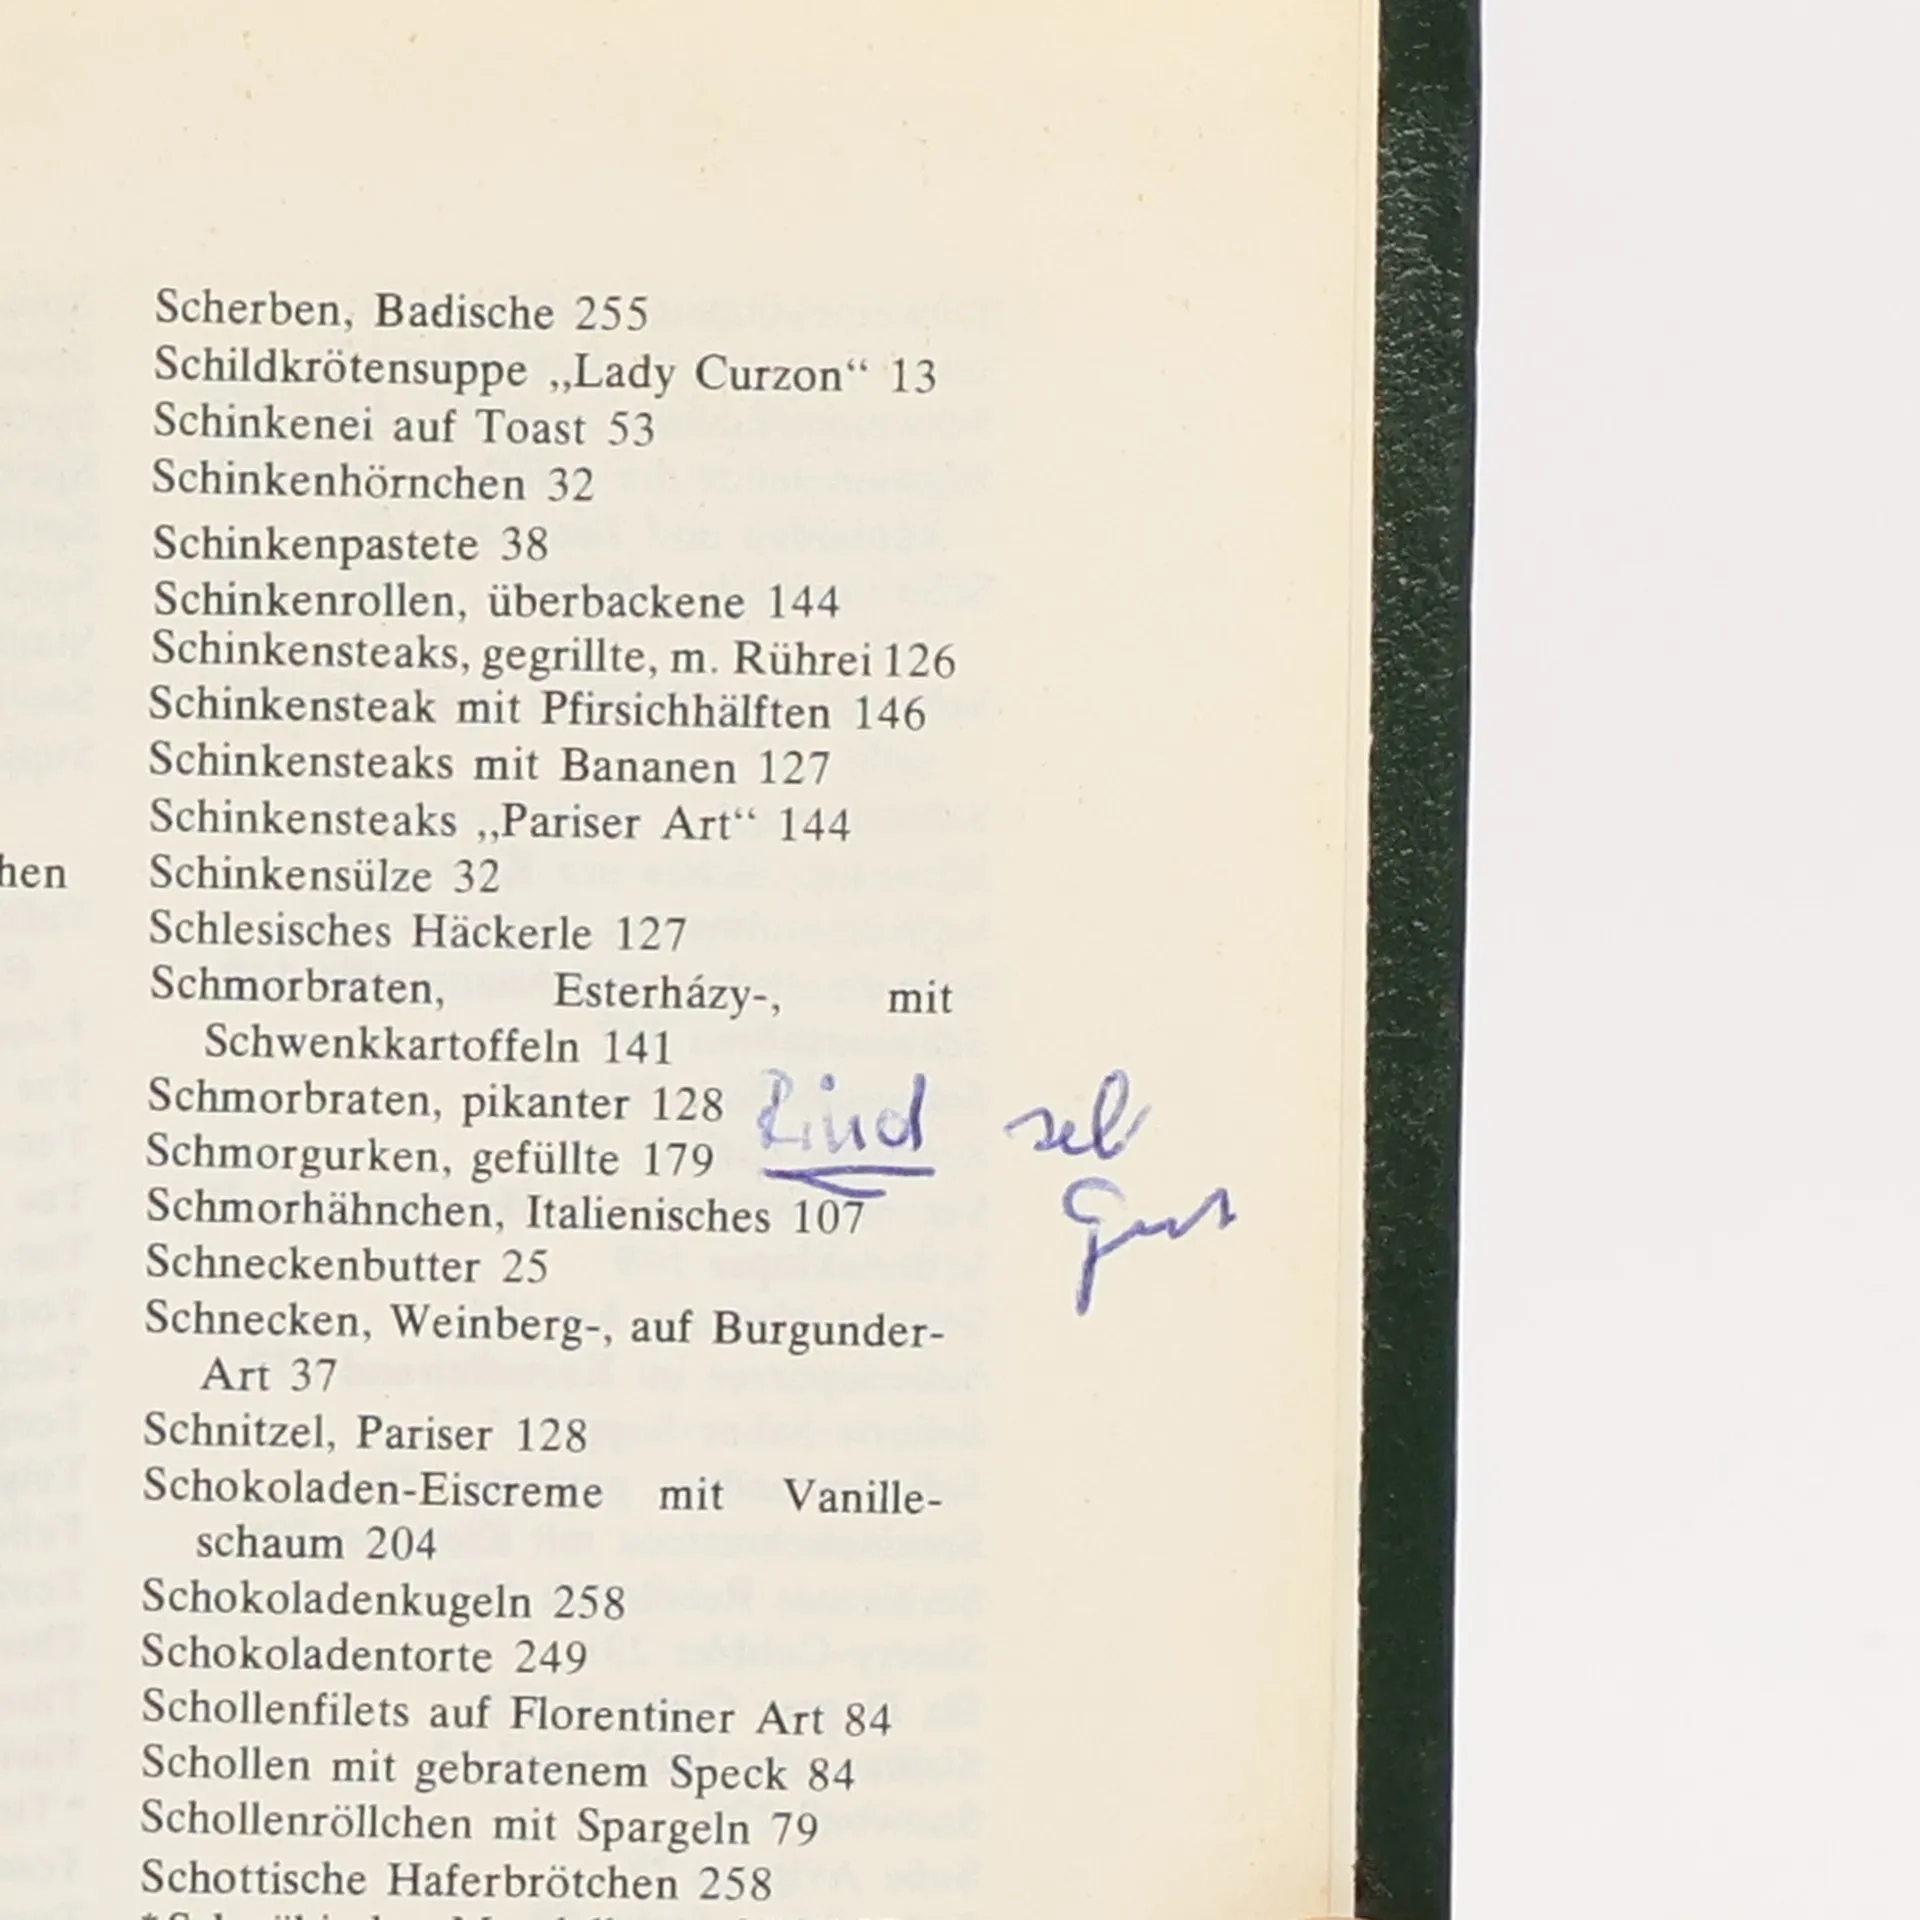 Scherben, Badische 255
Schildkrötensuppe „Lady Curzon“ 13
Schinkenei auf Toast 53
Schinkenhörnchen 32
Schinkenpastete 38
Schinkenrollen, überbackene 144
Schinkensteaks, gegrillte, m. Rührei 126
Schinkensteak mit Pfirsichhälften 146
Schinkensteaks mit Bananen 127
Schinkensteaks „Pariser Art“ 144
hen
Schinkensülze 32
Schlesisches Häckerle 127
Schmorbraten, Esterházy-, mit
Schwenkkartoffeln 141
Schmorbraten, pikanter 128 Rind
Schmorgurken, gefüllte 179
gut
Schmorhähnchen, Italienisches 107
Schneckenbutter 25
Schnecken, Weinberg-, auf Burgunder-
Art 37
Schnitzel, Pariser 128
Schokoladen-Eiscreme mit Vanille-
schaum 204
Schokoladenkugeln 258
Schokoladentorte 249
Schollenfilets auf Florentiner Art 84
Schollen mit gebratenem Speck 84
Schollenröllchen mit Spargeln 79
Schottische Haferbrötchen 258